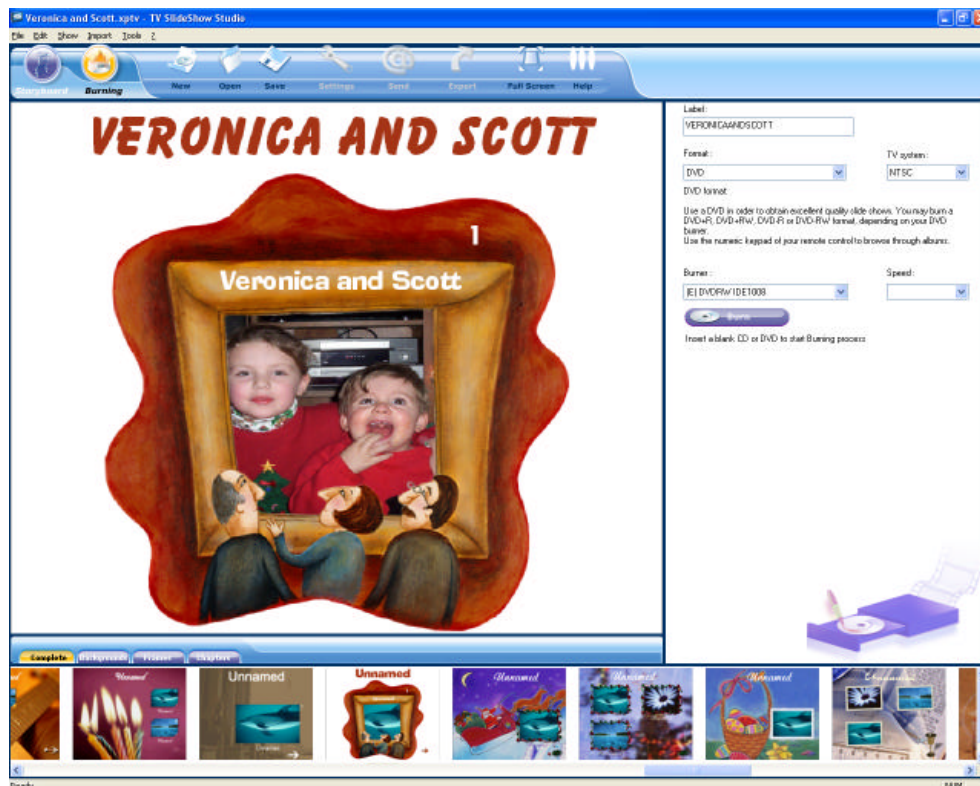 Veronica and Scott.xptv - TV SlideShow Studio
File Edit Show Import Tools ?
Storyboard Burning New Open Save Settings Send Export Full Screen Help
VERONICA AND SCOTT
1
Veronica and Scott
Label:
VERONICAANDSCOTT
Format: TV system:
DVD NTSC
DVD format
Use a DVD in order to obtain excellent quality slide shows. You may burn a
DVD+R, DVD+RW, DVD-R or DVD-RW format, depending on your DVD
burner.
Use the numeric keypad of your remote control to browse through albums.
Burner: Speed:
(E) DVDRW IDE1008
Burn
Insert a blank CD or DVD to start Burning process
Complete Backgrounds Frames Chapters
Unnamed Unnamed Unnamed Unnamed Unnamed Unnamed
Unnamed
Ready